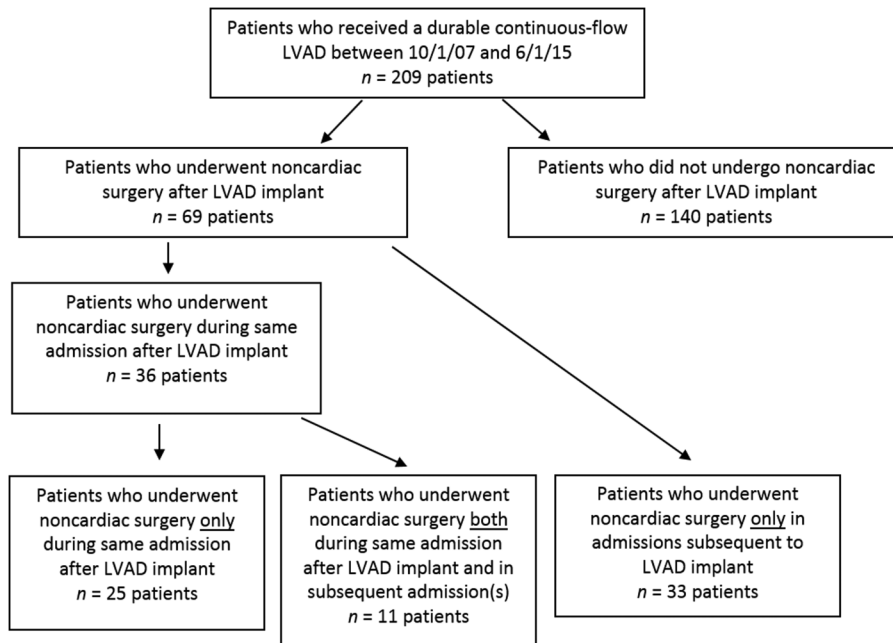 Patients who received a durable continuous-flow
LVAD between 10/1/07 and 6/1/15
n = 209 patients
Patients who underwent noncardiac
surgery after LVAD implant
n = 69 patients
Patients who did not undergo noncardiac
surgery after LVAD implant
n = 140 patients
Patients who underwent
noncardiac surgery during same
admission after LVAD implant
n = 36 patients
Patients who underwent
noncardiac surgery only
during same admission
after LVAD implant
n = 25 patients
Patients who underwent
noncardiac surgery both
during same admission
after LVAD implant and in
subsequent admission(s)
n = 11 patients
Patients who underwent
noncardiac surgery only in
admissions subsequent to
LVAD implant
n = 33 patients